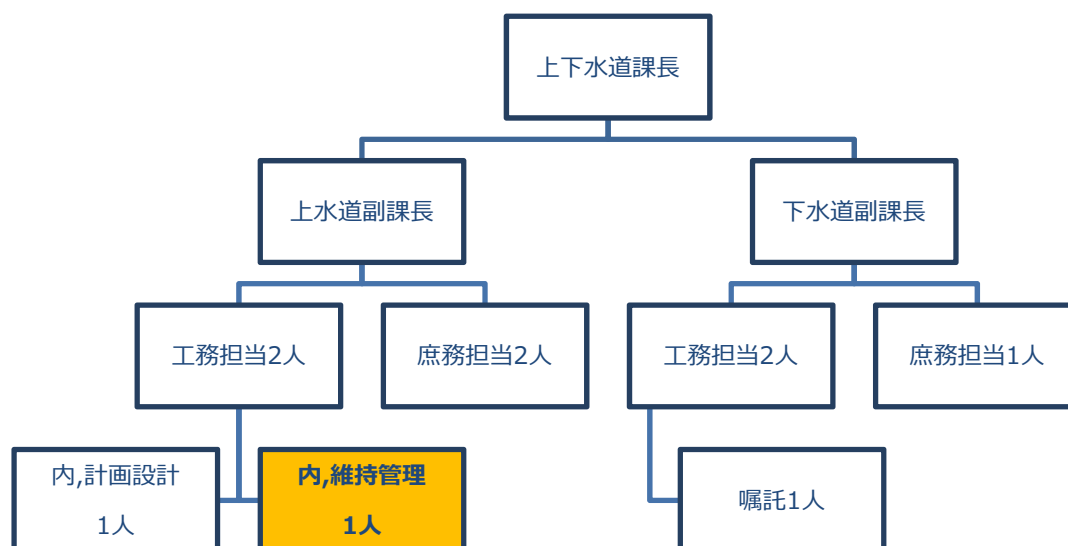 上下水道課長
上水道副課長
下水道副課長
工務担当2人
庶務担当2人
工務担当2人
庶務担当1人
内,計画設計
1人
内,維持管理
1人
嘱託1人